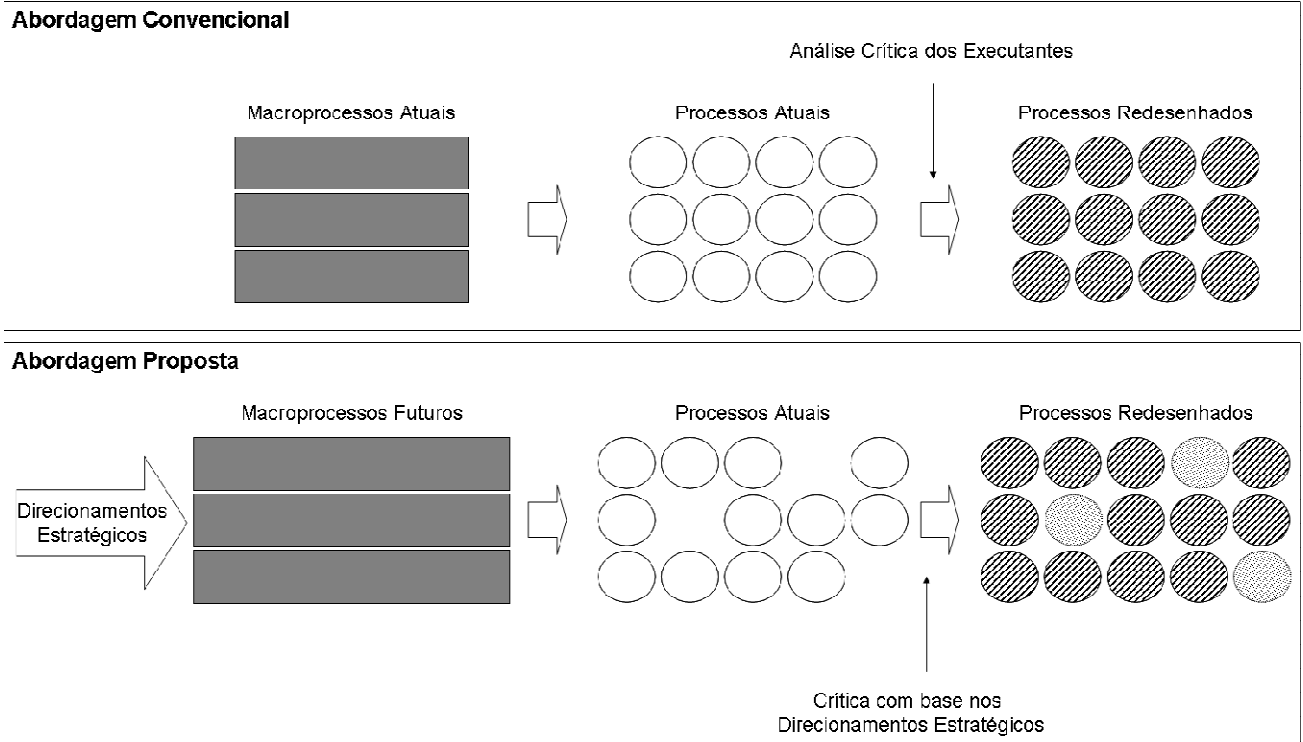 Abordagem Convencional
Análise Crítica dos Executantes
Macroprocessos Atuais
Processos Atuais
Processos Redesenhados
Abordagem Proposta
Macroprocessos Futuros
Processos Atuais
Processos Redesenhados
Direcionamentos
Estratégicos
Crítica com base nos
Direcionamentos Estratégicos